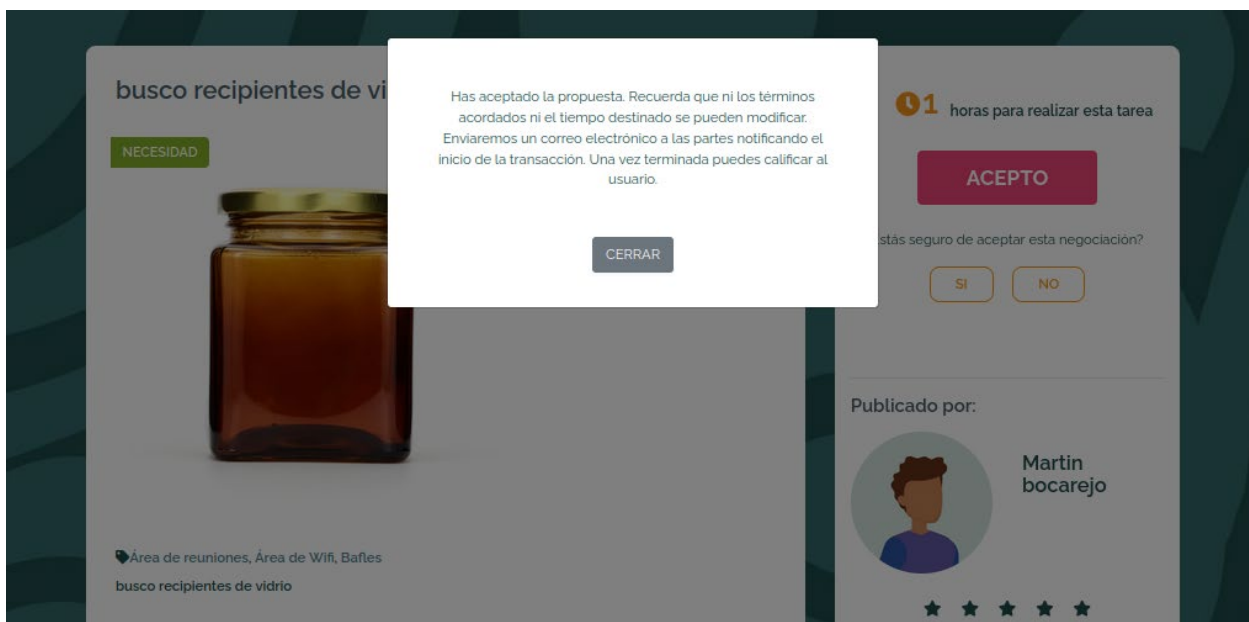 busco recipientes de vi
NECESIDAD
Has aceptado la propuesta. Recuerda que ni los términos
acordados ni el tiempo destinado se pueden modificar.
Enviaremos un correo electrónico a las partes notificando el
inicio de la transacción. Una vez terminada puedes calificar al
usuario.
CERRAR
1 horas para realizar esta tarea
ACEPTO
stás seguro de aceptar esta negociación?
SI
NO
Publicado por:
Martin
bocarejo
Área de reuniones, Área de Wifi, Bafles
busco recipientes de vidrio